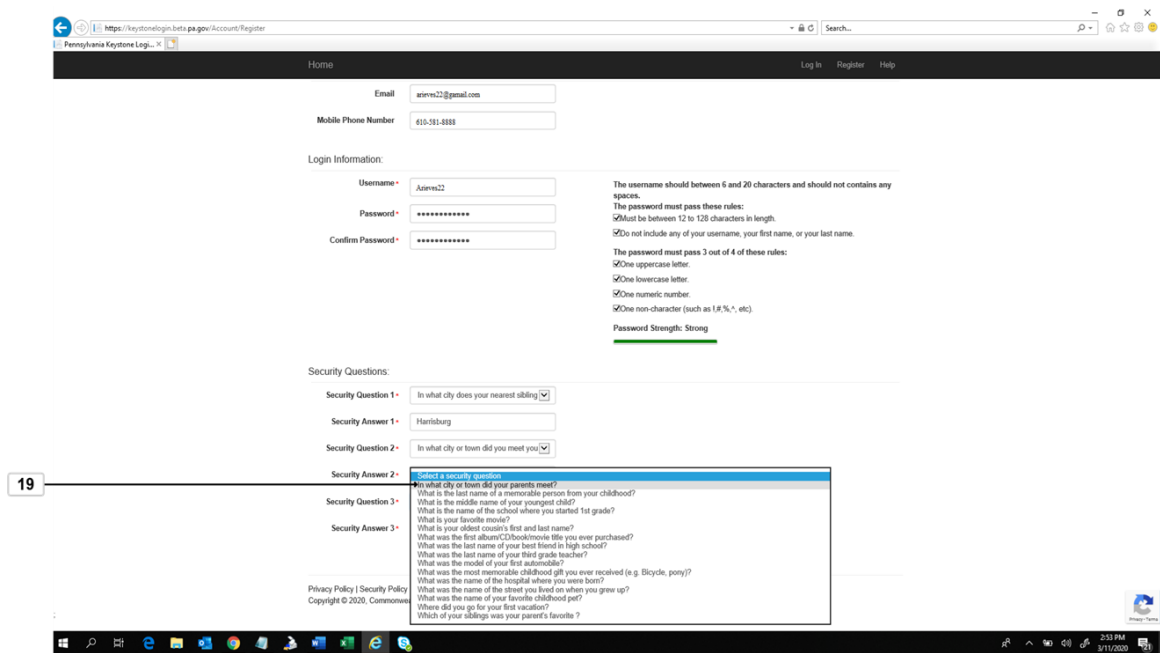 https://keystonelogin.beta.pa.gov/Account/Register
Search...
Pennsylvania Keystone Logi...
Home
Log In
Register
Help
Email
arieves22@gamail.com
Mobile Phone Number
610-581-8888
Login Information:
Username*
Arieves22
Password*
Confirm Password*
The username should between 6 and 20 characters and should not contains any
spaces.
The password must pass these rules:
Must be between 12 to 128 characters in length.
Do not include any of your username, your first name, or your last name.
The password must pass 3 out of 4 of these rules:
One uppercase letter.
One lowercase letter.
One numeric number.
One non-character (such as !,#,%,^, etc).
Password Strength: Strong
Security Questions:
Security Question 1*
In what city does your nearest sibling
Security Answer 1*
Harrisburg
Security Question 2*
In what city or town did you meet you
Security Answer 2*
Security Question 3*
Security Answer 3*
19
Select a security question
In what city or town did your parents meet?
What is the last name of a memorable person from your childhood?
What is the middle name of your youngest child?
What is the name of the school where you started 1st grade?
What is your favorite movie?
What is your oldest cousin's first and last name?
What was the first album/CD/book/movie title you ever purchased?
What was the last name of your best friend in high school?
What was the last name of your third grade teacher?
What was the model of your first automobile?
What was the most memorable childhood gift you ever received (e.g. Bicycle, pony)?
What was the name of the hospital where you were born?
What was the name of the street you lived on when you grew up?
What was the name of your favorite childhood pet?
Where did you go for your first vacation?
Which of your siblings was your parent's favorite ?
Privacy Policy | Security Policy
Copyright © 2020, Commonwea
Privacy - Terms
2:53 PM
3/11/2020
21